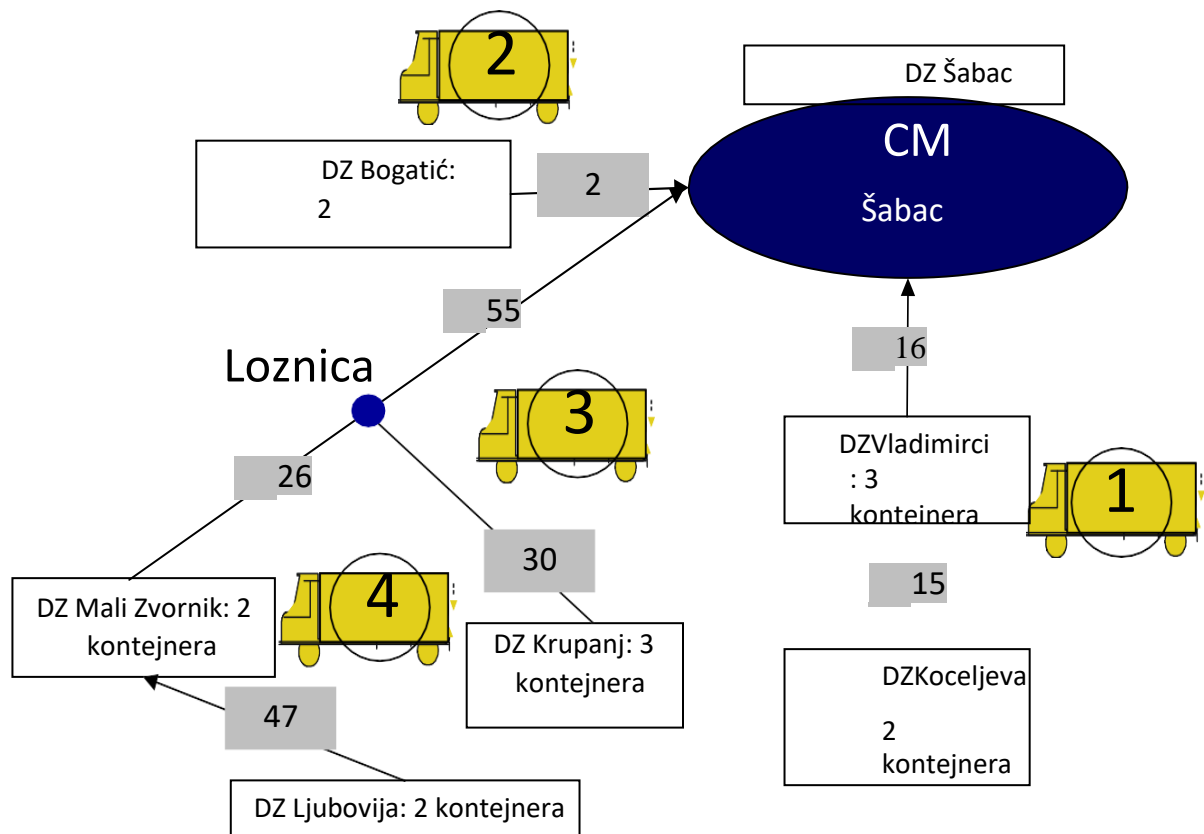 2
DZ Šabac
CM
Šabac
DZ Bogatić:
2
2
55
Loznica
16
3
26
DZVladimirci
: 3
kontejnera
1
30
15
4
DZ Mali Zvornik: 2
kontejnera
DZ Krupanj: 3
kontejnera
DZKoceljeva
2
kontejnera
47
DZ Ljubovija: 2 kontejnera